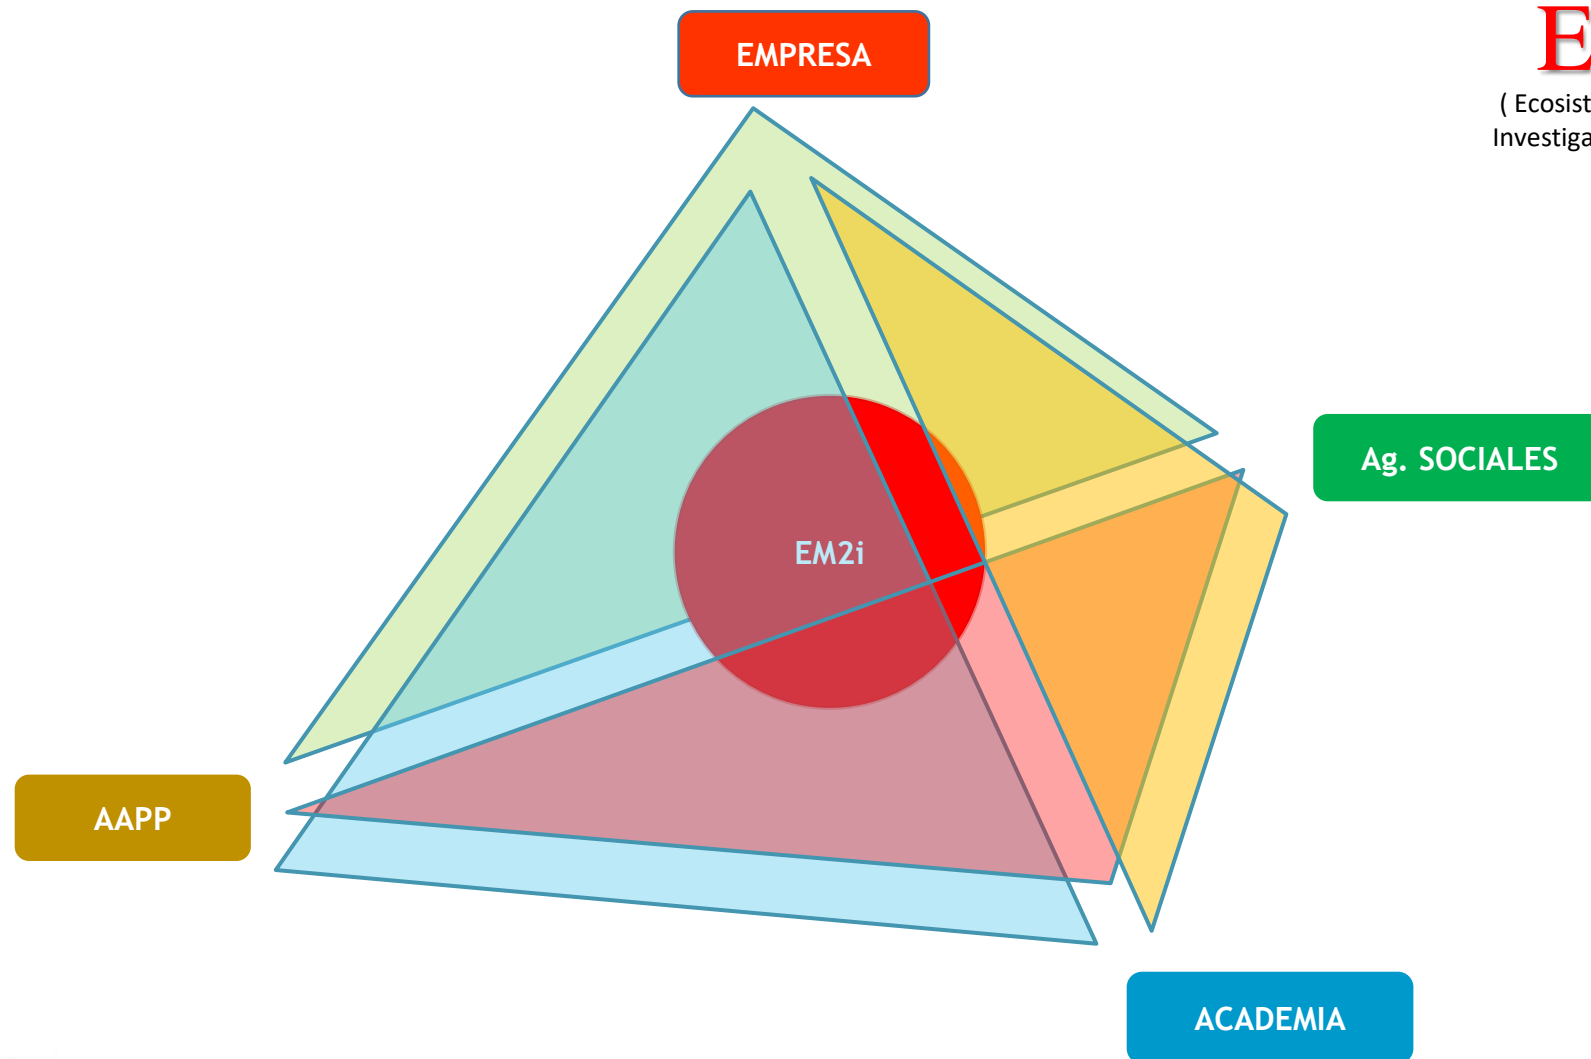 EMPRESA
E
( Ecosist
Investiga
Ag. SOCIALES
EM2i
AAPP
ACADEMIA